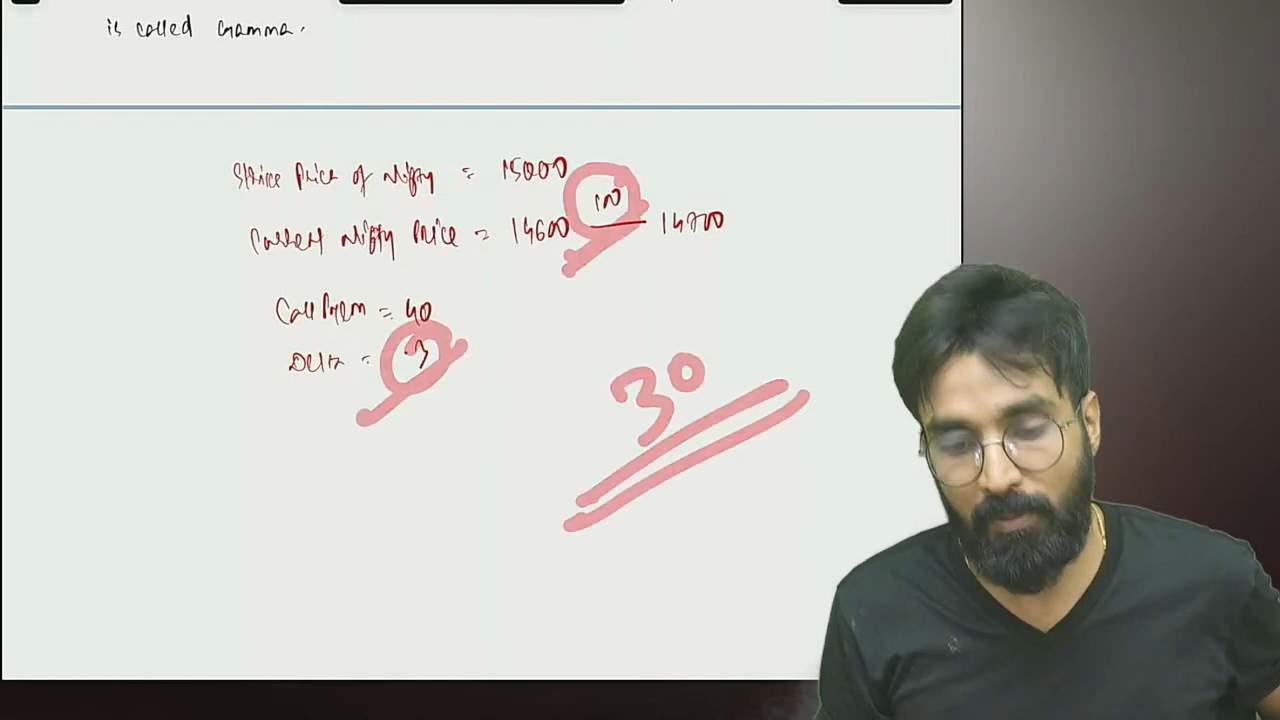 is called Gamma.
Strike Price of Nifty = 15000
100
Current Nifty Price = 14600 — 14700
Call Prem = 40
Delta = .3
30